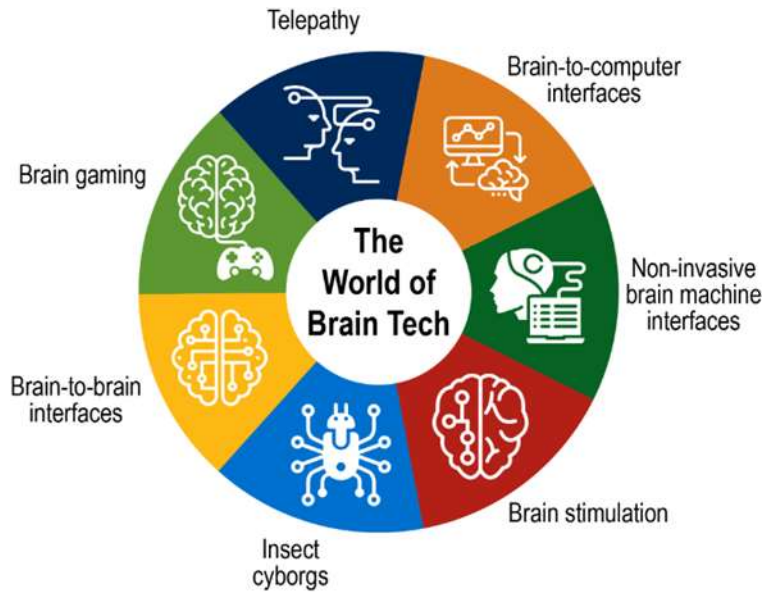 Telepathy
Brain-to-computer
interfaces
Brain gaming
The
World of
Brain Tech
Non-invasive
brain machine
interfaces
Brain-to-brain
interfaces
Brain stimulation
Insect
cyborgs